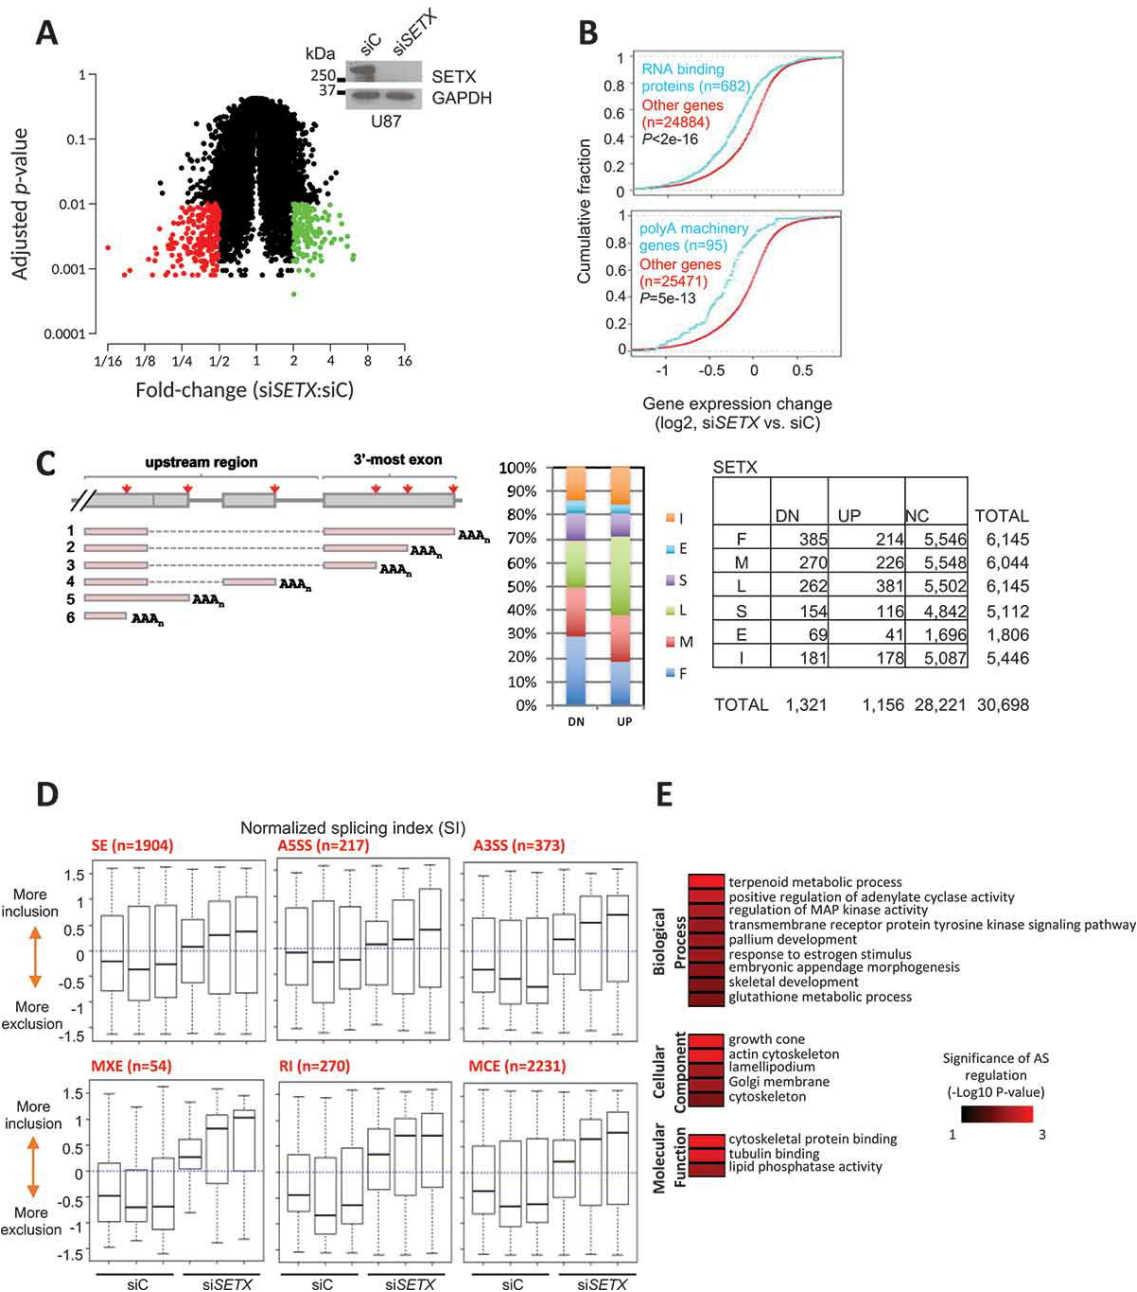 A
kDa
siC
siSETX
250
37
SETX
GAPDH
U87
Adjusted p-value
1
0.1
0.01
0.001
0.0001
1/16 1/8 1/4 1/2 1 2 4 8 16
Fold-change (siSETX:siC)
B
Cumulative fraction
1
0.8
0.6
0.4
0.2
0
RNA binding
proteins (n=682)
Other genes
(n=24884)
P<2e-16
1
0.8
0.6
0.4
0.2
0
polyA machinery
genes (n=95)
Other genes
(n=25471)
P=5e-13
-1 -0.5 0 0.5
Gene expression change
(log2, siSETX vs. siC)
C
upstream region 3'-most exon
1 AAAn
2 AAAn
3 AAAn
4 AAAn
5 AAAn
6 AAAn
100%
90%
80%
70%
60%
50%
40%
30%
20%
10%
0%
DN UP
I
E
S
L
M
F
SETX
DN UP NC TOTAL
F 385 214 5,546 6,145
M 270 226 5,548 6,044
L 262 381 5,502 6,145
S 154 116 4,842 5,112
E 69 41 1,696 1,806
I 181 178 5,087 5,446
TOTAL 1,321 1,156 28,221 30,698
D
Normalized splicing index (SI)
SE (n=1904) A5SS (n=217) A3SS (n=373)
More
inclusion
More
exclusion
1.5
1
0.5
0
-0.5
-1
-1.5
MXE (n=54) RI (n=270) MCE (n=2231)
More
inclusion
More
exclusion
1.5
1
0.5
0
-0.5
-1
-1.5
siC siSETX siC siSETX siC siSETX
E
Biological
Process
terpenoid metabolic process
positive regulation of adenylate cyclase activity
regulation of MAP kinase activity
transmembrane receptor protein tyrosine kinase signaling pathway
pallium development
response to estrogen stimulus
embryonic appendage morphogenesis
skeletal development
glutathione metabolic process
Cellular
Component
growth cone
actin cytoskeleton
lamellipodium
Golgi membrane
cytoskeleton
Molecular
Function
cytoskeletal protein binding
tubulin binding
lipid phosphatase activity
Significance of AS
regulation
(-Log10 P-value)
1 3